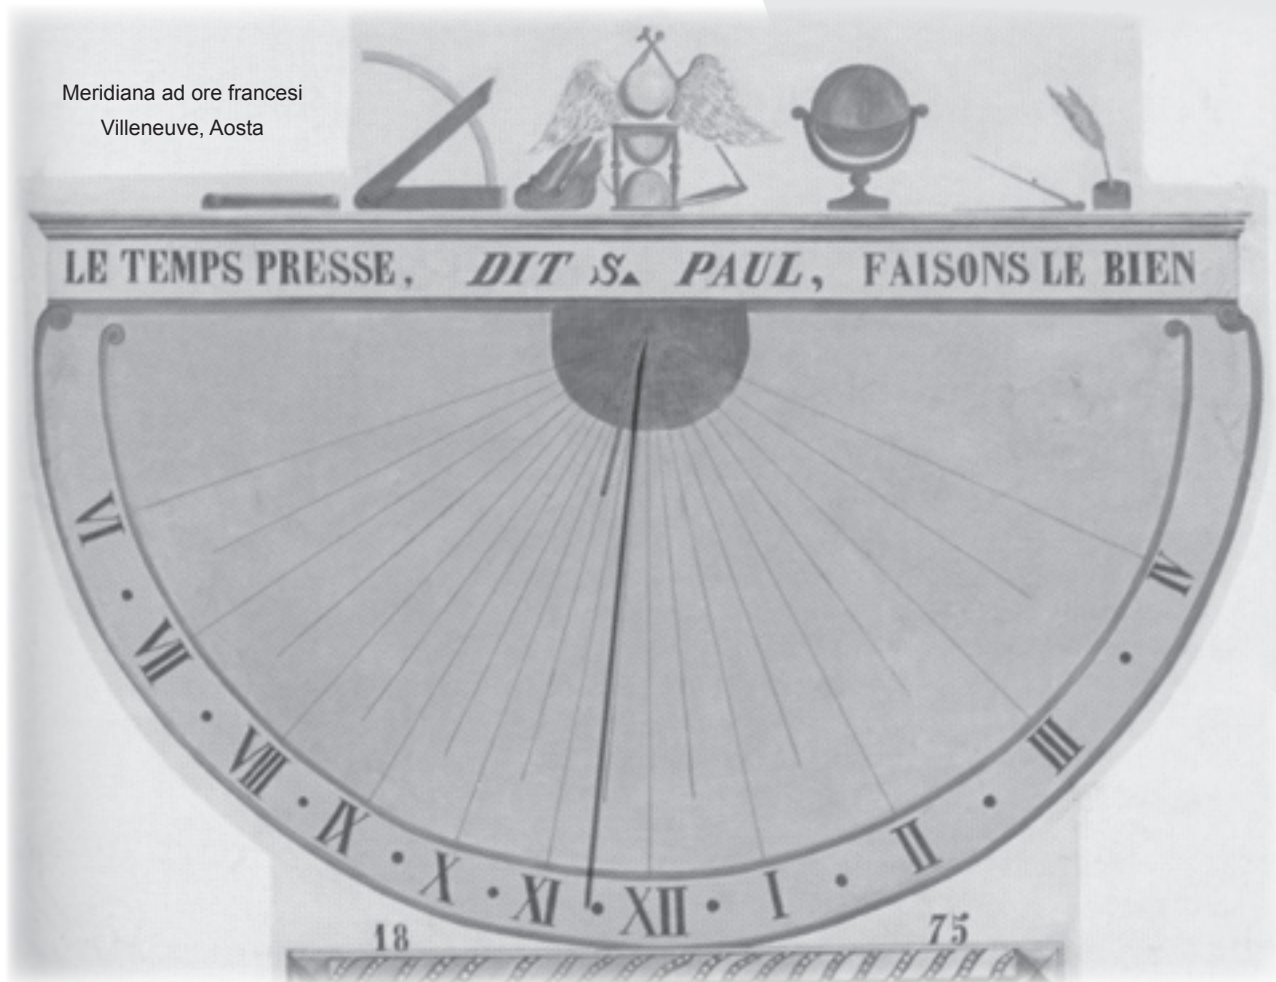 Meridiana ad ore francesi
Villeneuve, Aosta
LE TEMPS PRESSE, DIT S. PAUL, FAISONS LE BIEN
VI · VII · VIII · IX · X · XI · XII · I · II · III · IV
18 75